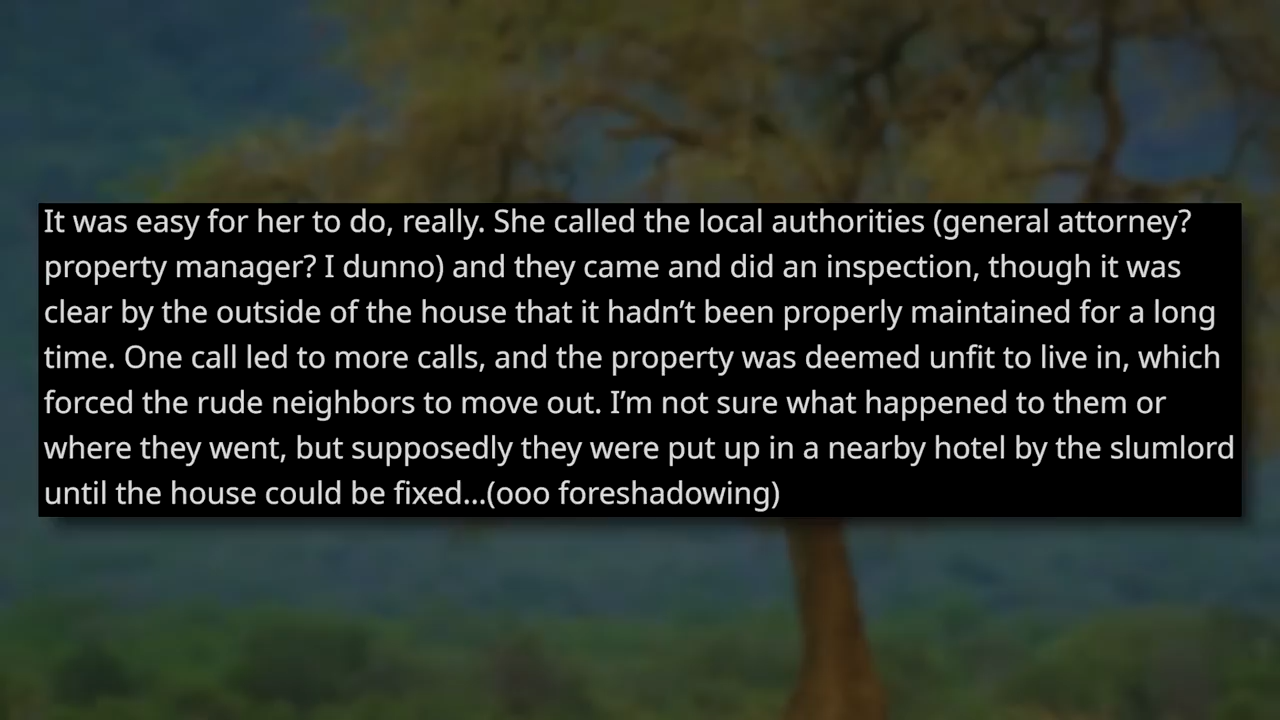 It was easy for her to do, really. She called the local authorities (general attorney?
property manager? I dunno) and they came and did an inspection, though it was
clear by the outside of the house that it hadn’t been properly maintained for a long
time. One call led to more calls, and the property was deemed unfit to live in, which
forced the rude neighbors to move out. I’m not sure what happened to them or
where they went, but supposedly they were put up in a nearby hotel by the slumlord
until the house could be fixed...(ooo foreshadowing)